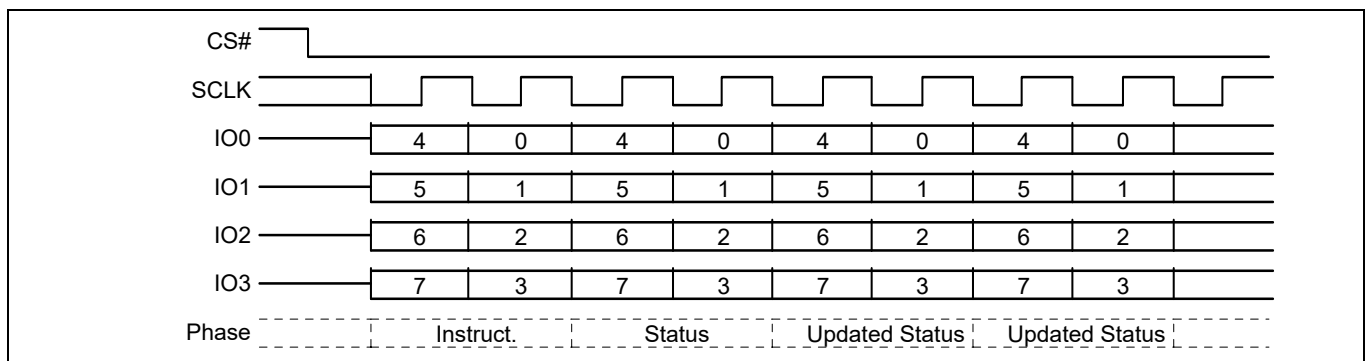 CS#
SCLK
IO0 4 0 4 0 4 0 4 0
IO1 5 1 5 1 5 1 5 1
IO2 6 2 6 2 6 2 6 2
IO3 7 3 7 3 7 3 7 3
Phase Instruct. Status Updated Status Updated Status